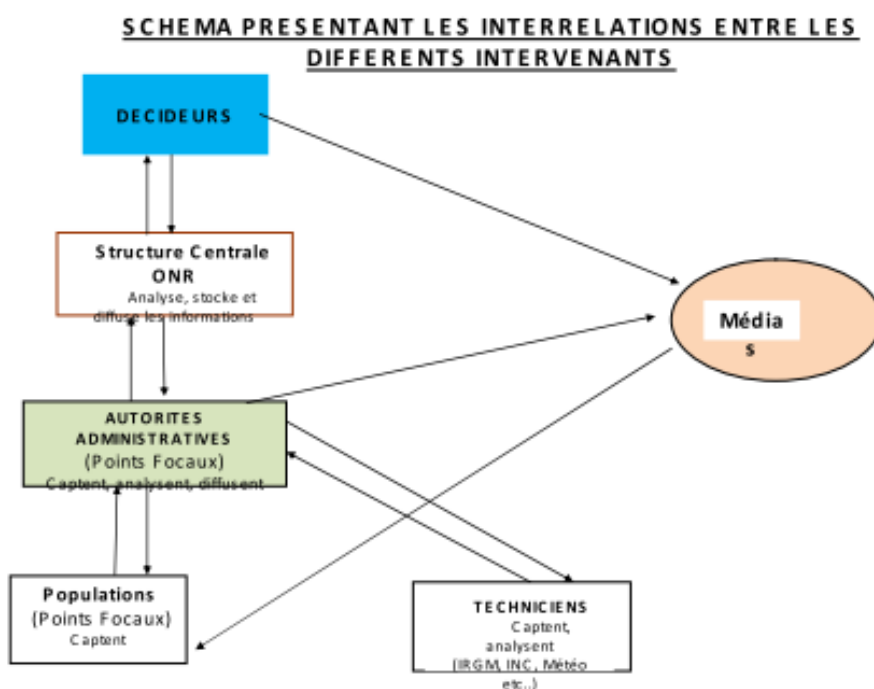 SCHEMA PRESENTANT LES INTERRELATIONS ENTRE LES
DIFFERENTS INTERVENANTS
DECIDEURS
Structure Centrale
ONR
Analyse, stocke et
diffuse les informations
Média
s
AUTORITES
ADMINISTRATIVES
(Points Focaux)
Captent, analysent, diffusent
Populations
(Points Focaux)
Captent
TECHNICIENS
Captent,
analysent
(IRGM, INC, Météo
etc..)